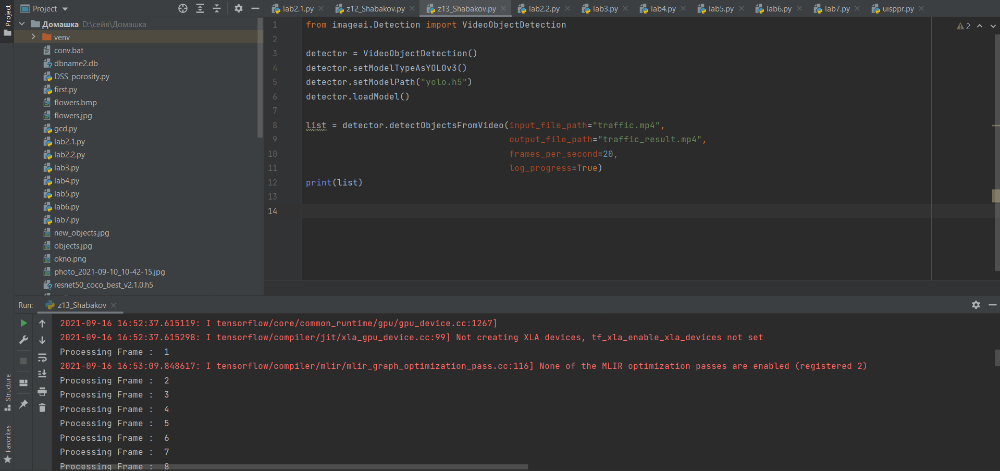 Project
lab2.1.py
z12_Shabakov.py
z13_Shabakov.py
lab2.2.py
lab3.py
lab4.py
lab5.py
lab6.py
lab7.py
uisppr.py
Project
Домашка D:\сейв\Домашка
venv
conv.bat
dbname2.db
DSS_porosity.py
first.py
flowers.bmp
flowers.jpg
gcd.py
lab2.1.py
lab2.2.py
lab3.py
lab4.py
lab5.py
lab6.py
lab7.py
new_objects.jpg
objects.jpg
okno.png
photo_2021-09-10_10-42-15.jpg
resnet50_coco_best_v2.1.0.h5
1 from imageai.Detection import VideoObjectDetection
2
3 detector = VideoObjectDetection()
4 detector.setModelTypeAsYOLOv3()
5 detector.setModelPath("yolo.h5")
6 detector.loadModel()
7
8 list = detector.detectObjectsFromVideo(input_file_path="traffic.mp4",
9 output_file_path="traffic_result.mp4",
10 frames_per_second=20,
11 log_progress=True)
12 print(list)
13
14
2
Run: z13_Shabakov
2021-09-16 16:52:37.615119: I tensorflow/core/common_runtime/gpu/gpu_device.cc:1267]
2021-09-16 16:52:37.615298: I tensorflow/compiler/jit/xla_gpu_device.cc:99] Not creating XLA devices, tf_xla_enable_xla_devices not set
Processing Frame : 1
2021-09-16 16:53:09.848617: I tensorflow/compiler/mlir/mlir_graph_optimization_pass.cc:116] None of the MLIR optimization passes are enabled (registered 2)
Processing Frame : 2
Processing Frame : 3
Processing Frame : 4
Processing Frame : 5
Processing Frame : 6
Processing Frame : 7
Processing Frame : 8
Structure
Favorites